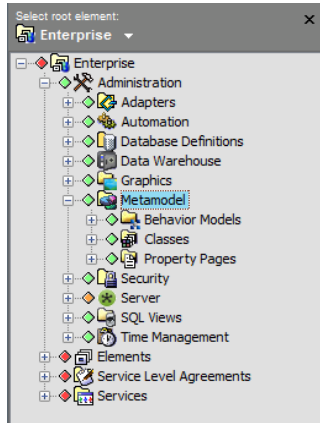 Select root element:
Enterprise
Enterprise
Administration
Adapters
Automation
Database Definitions
Data Warehouse
Graphics
Metamodel
Behavior Models
Classes
Property Pages
Security
Server
SQL Views
Time Management
Elements
Service Level Agreements
Services